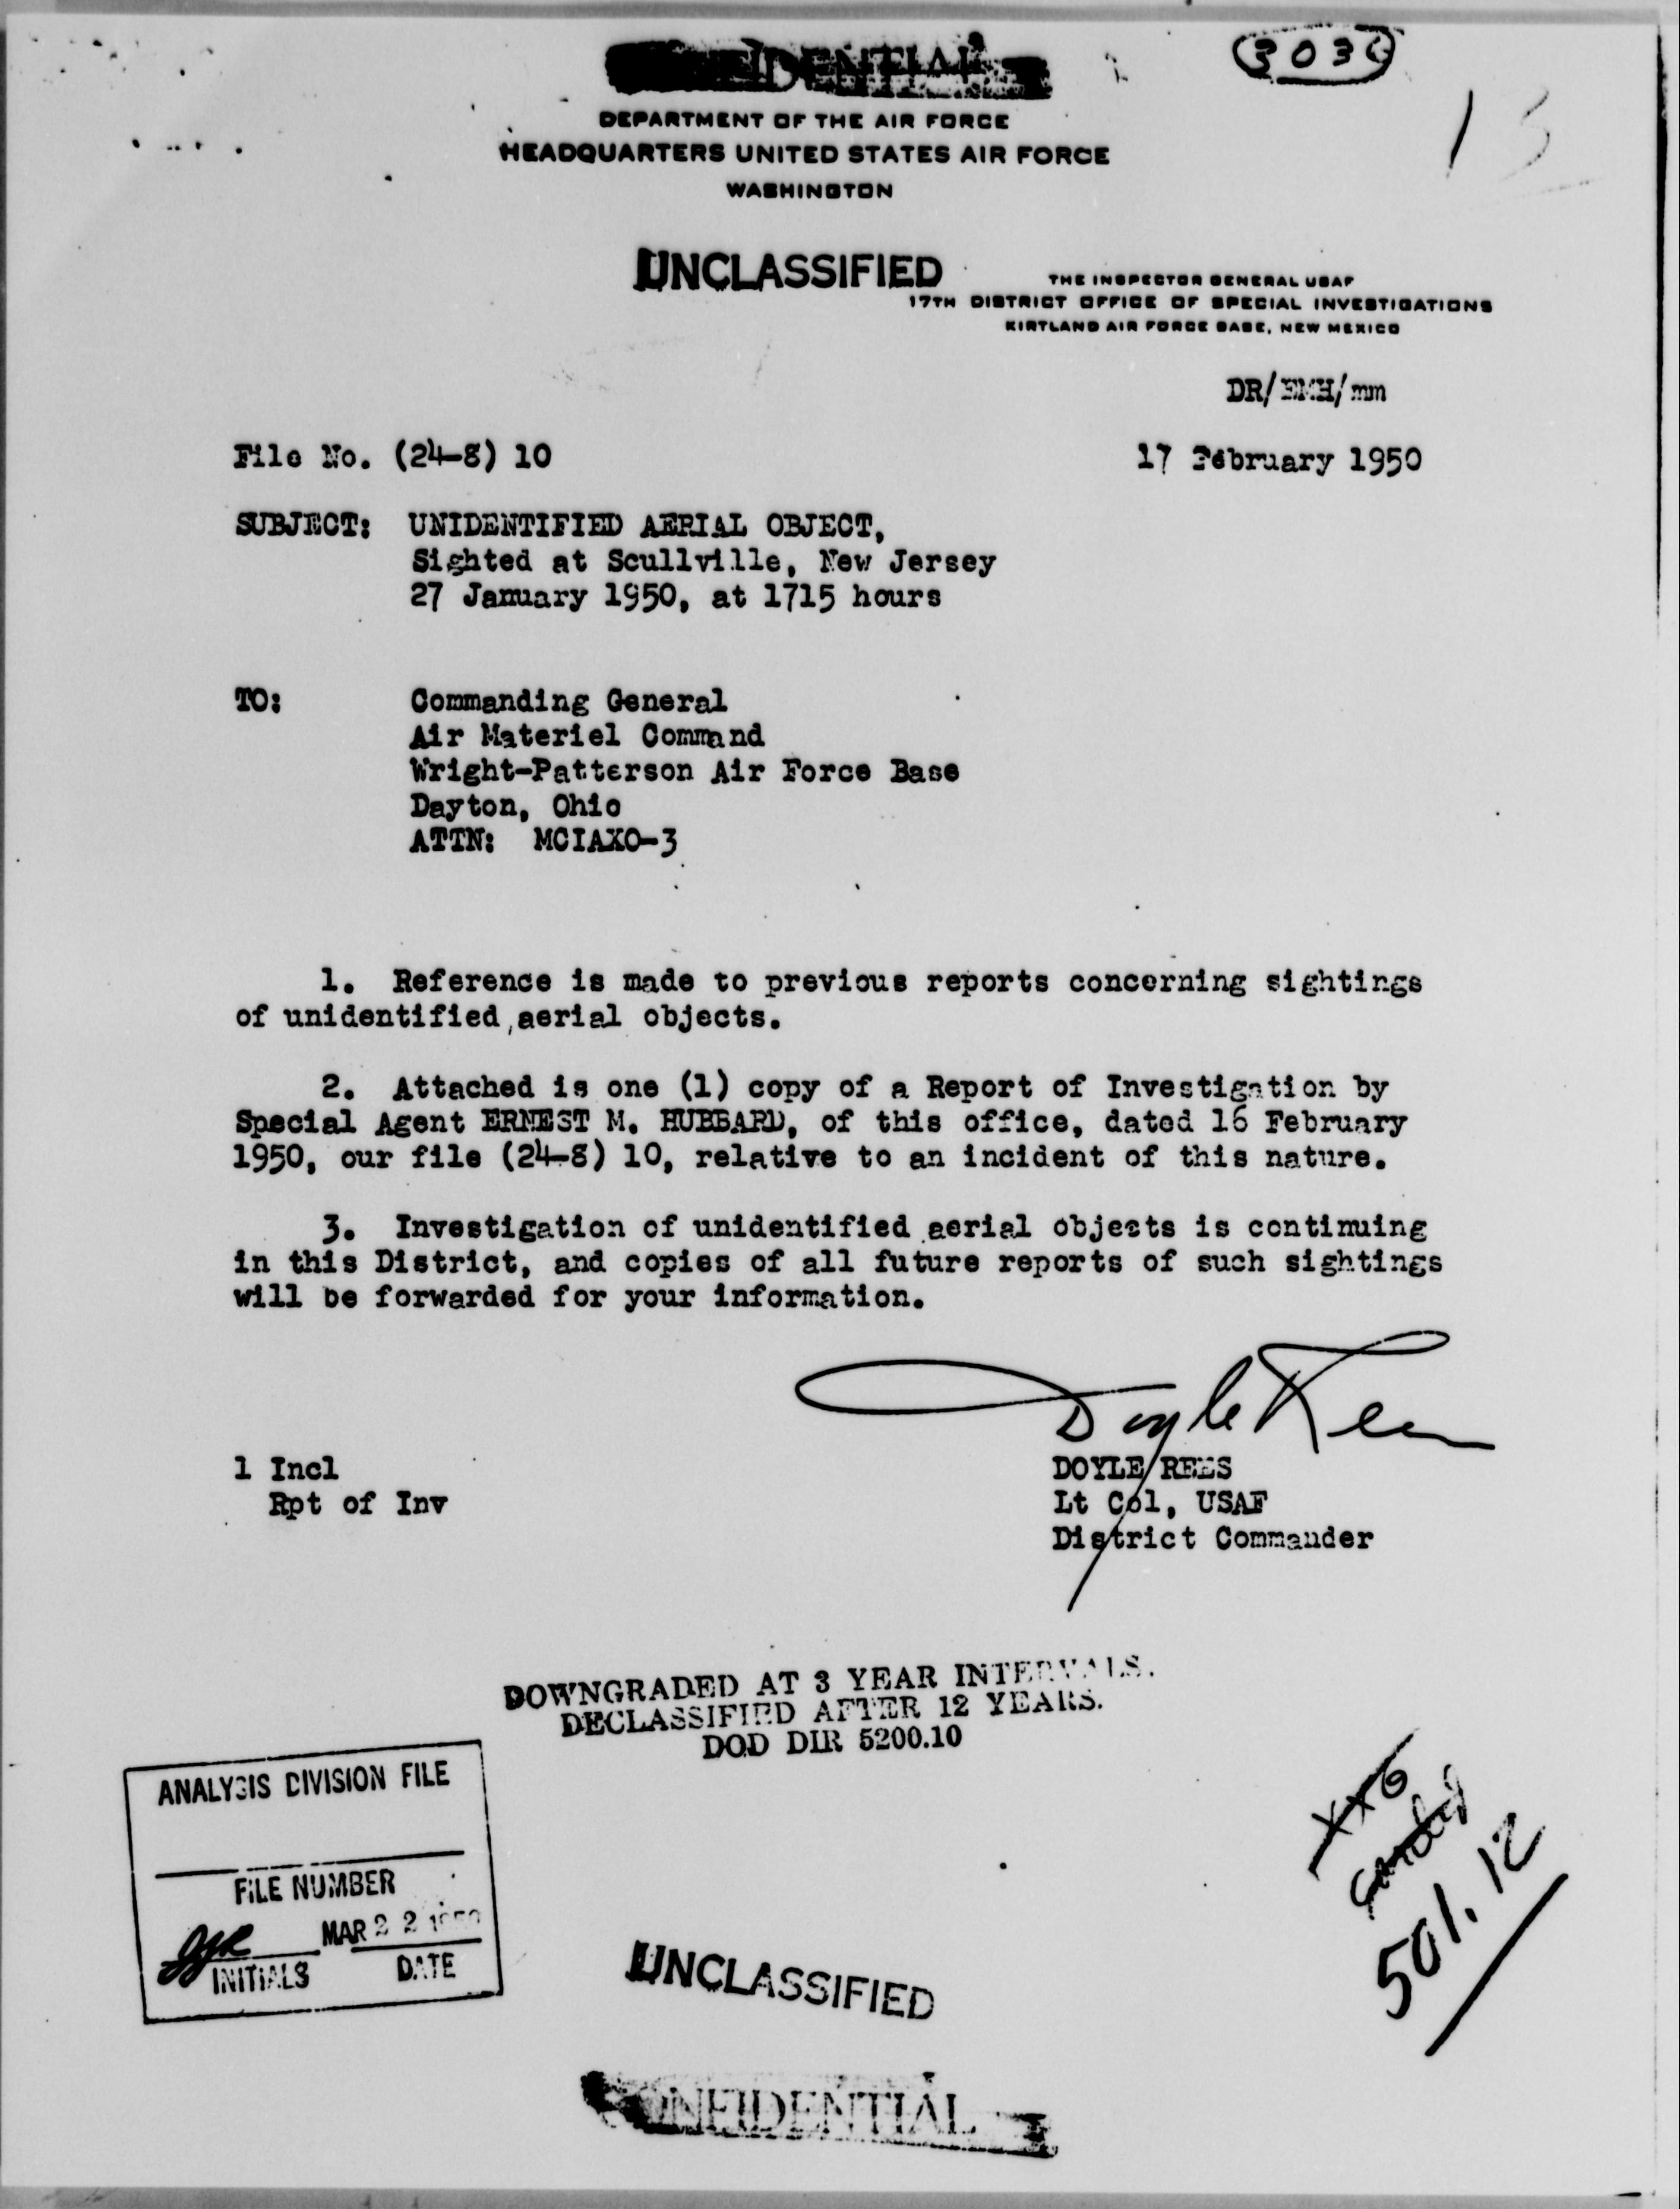 CONFIDENTIAL
DEPARTMENT OF THE AIR FORCE
HEADQUARTERS UNITED STATES AIR FORCE
WASHINGTON
UNCLASSIFIED
THE INSPECTOR GENERAL USAF
17TH DISTRICT OFFICE OF SPECIAL INVESTIGATIONS
KIRTLAND AIR FORCE BASE, NEW MEXICO
DR/EMH/mm
File No. (24-8) 10
17 February 1950
SUBJECT: UNIDENTIFIED AERIAL OBJECT,
Sighted at Scullville, New Jersey
27 January 1950, at 1715 hours
TO: Commanding General
Air Materiel Command
Wright-Patterson Air Force Base
Dayton, Ohio
ATTN: MCIAXO-3
1. Reference is made to previous reports concerning sightings
of unidentified aerial objects.
2. Attached is one (1) copy of a Report of Investigation by
Special Agent ERNEST M. HUBBARD, of this office, dated 16 February
1950, our file (24-8) 10, relative to an incident of this nature.
3. Investigation of unidentified aerial objects is continuing
in this District, and copies of all future reports of such sightings
will be forwarded for your information.
Doyle Rees
1 Incl
Rpt of Inv
DOYLE REES
Lt Col, USAF
District Commander
DOWNGRADED AT 3 YEAR INTERVALS.
DECLASSIFIED AFTER 12 YEARS.
DOD DIR 5200.10
ANALYSIS DIVISION FILE
FILE NUMBER
MAR 22 1950
INITIALS DATE
501.12
UNCLASSIFIED
CONFIDENTIAL